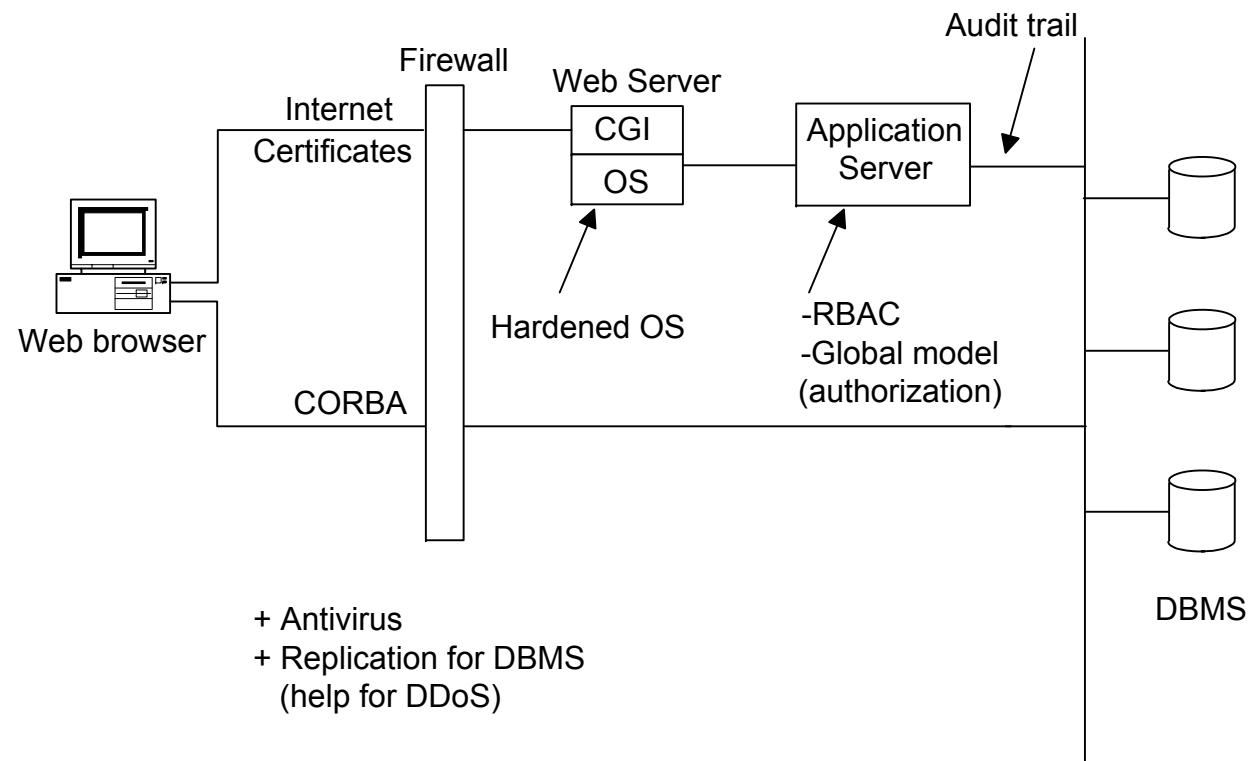 Audit trail
Firewall
Web Server
Internet
Certificates
CGI
OS
Application
Server
Web browser
Hardened OS
-RBAC
-Global model
(authorization)
CORBA
+ Antivirus
+ Replication for DBMS
(help for DDoS)
DBMS